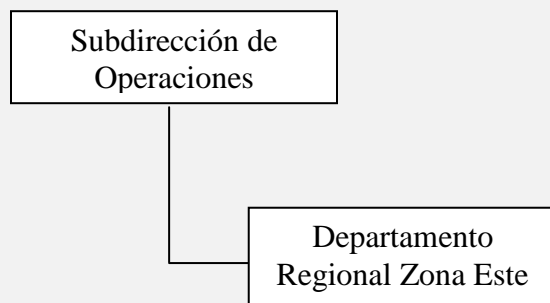 Subdirección de
Operaciones
Departamento
Regional Zona Este